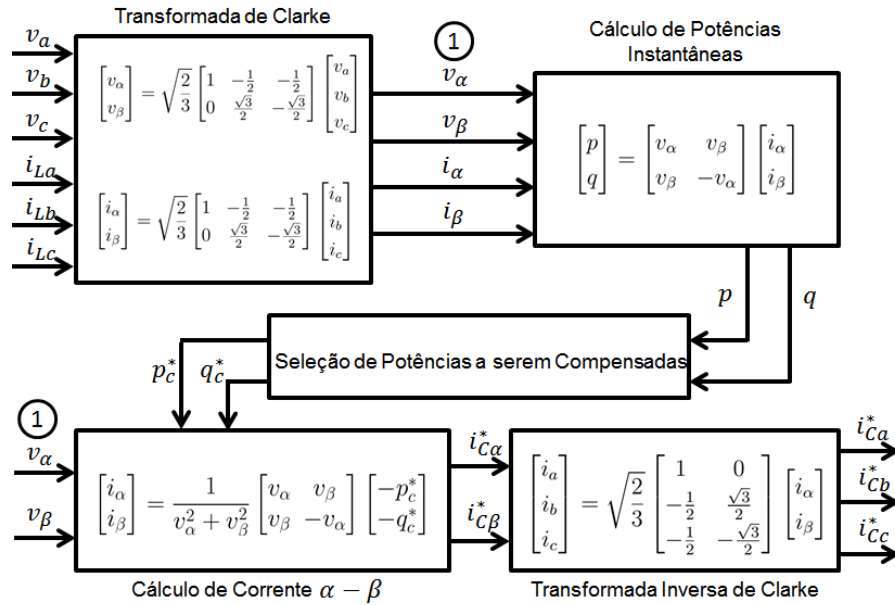 Transformada de Clarke
v_a
v_b
v_c
i_La
i_Lb
i_Lc
[v_α; v_β] = √(2/3) [1 -1/2 -1/2; 0 √3/2 -√3/2] [v_a; v_b; v_c]
[i_α; i_β] = √(2/3) [1 -1/2 -1/2; 0 √3/2 -√3/2] [i_a; i_b; i_c]
1
v_α
v_β
i_α
i_β
Cálculo de Potências
Instantâneas
[p; q] = [v_α v_β; v_β -v_α] [i_α; i_β]
p q
Seleção de Potências a serem Compensadas
p_c^* q_c^*
1
v_α
v_β
[i_α; i_β] = 1/(v_α^2 + v_β^2) [v_α v_β; v_β -v_α] [-p_c^*; -q_c^*]
Cálculo de Corrente α − β
i_Cα^*
i_Cβ^*
[i_a; i_b; i_c] = √(2/3) [1 0; -1/2 √3/2; -1/2 -√3/2] [i_α; i_β]
Transformada Inversa de Clarke
i_Ca^*
i_Cb^*
i_Cc^*